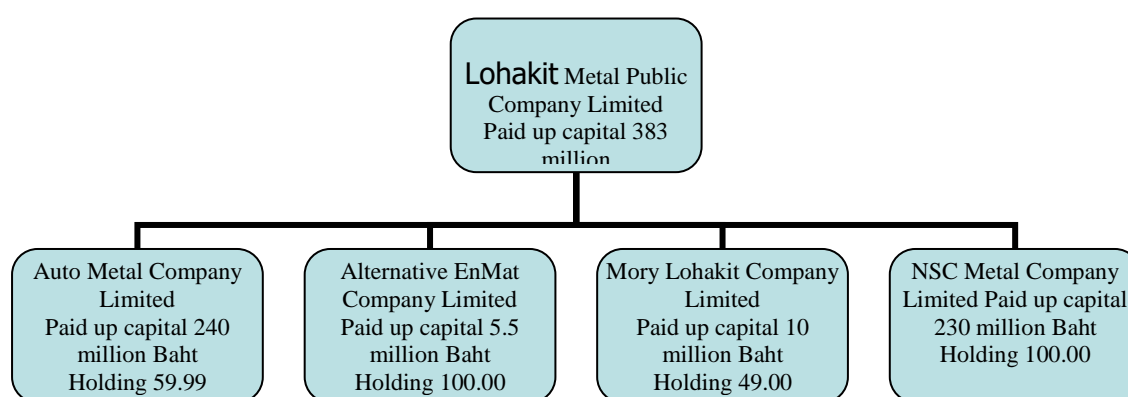 Lohakit Metal Public
Company Limited
Paid up capital 383
million
Auto Metal Company
Limited
Paid up capital 240
million Baht
Holding 59.99
Alternative EnMat
Company Limited
Paid up capital 5.5
million Baht
Holding 100.00
Mory Lohakit Company
Limited
Paid up capital 10
million Baht
Holding 49.00
NSC Metal Company
Limited Paid up capital
230 million Baht
Holding 100.00